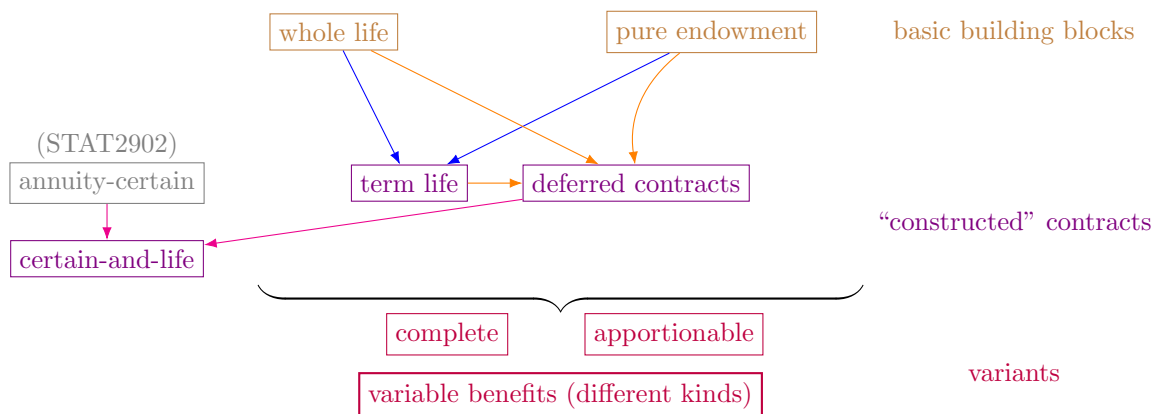 whole life
pure endowment
basic building blocks
(STAT2902)
annuity-certain
term life
deferred contracts
“constructed” contracts
certain-and-life
complete
apportionable
variants
variable benefits (different kinds)